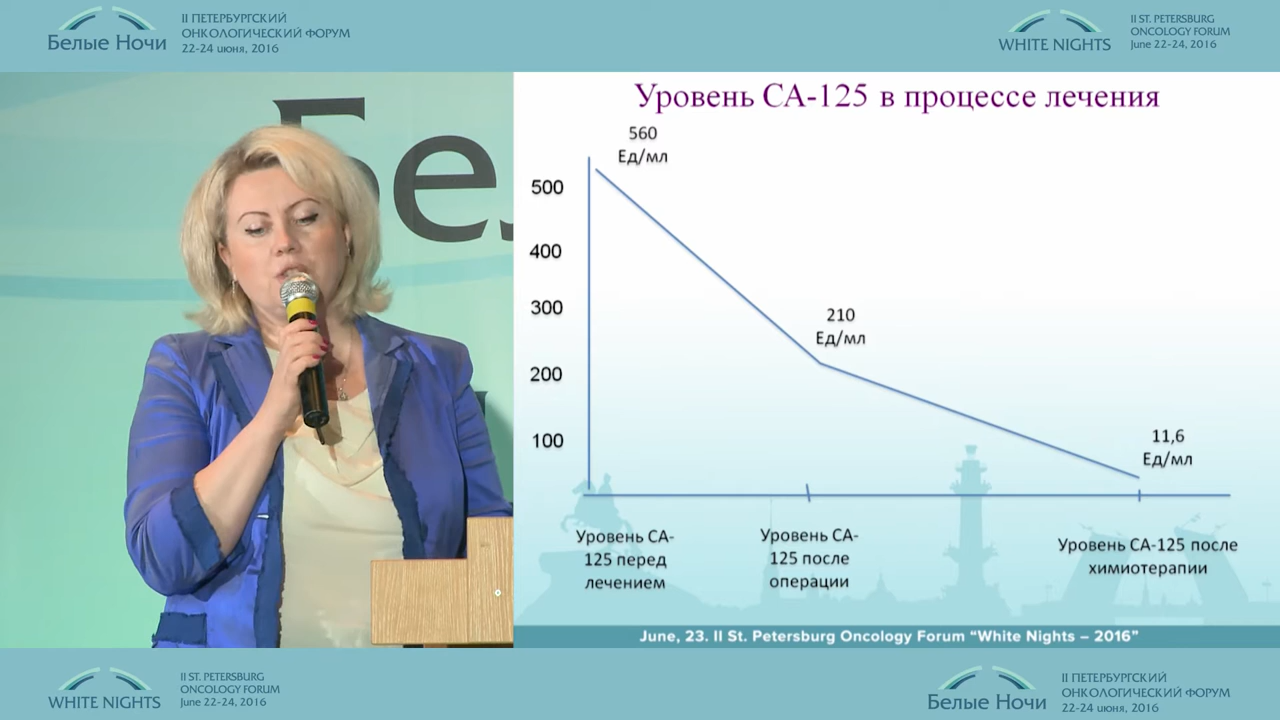 Белые Ночи
II ПЕТЕРБУРГСКИЙ
ОНКОЛОГИЧЕСКИЙ ФОРУМ
22-24 июня, 2016
WHITE NIGHTS
II ST. PETERSBURG
ONCOLOGY FORUM
June 22-24, 2016
Бел
Уровень СА-125 в процессе лечения
560
Ед/мл
500
400
300
200
100
210
Ед/мл
11,6
Ед/мл
Уровень СА-
125 перед
лечением
Уровень СА-
125 после
операции
Уровень СА-125 после
химиотерапии
June, 23. II St. Petersburg Oncology Forum “White Nights – 2016”
WHITE NIGHTS
II ST. PETERSBURG
ONCOLOGY FORUM
June 22-24, 2016
Белые Ночи
II ПЕТЕРБУРГСКИЙ
ОНКОЛОГИЧЕСКИЙ ФОРУМ
22-24 июня, 2016